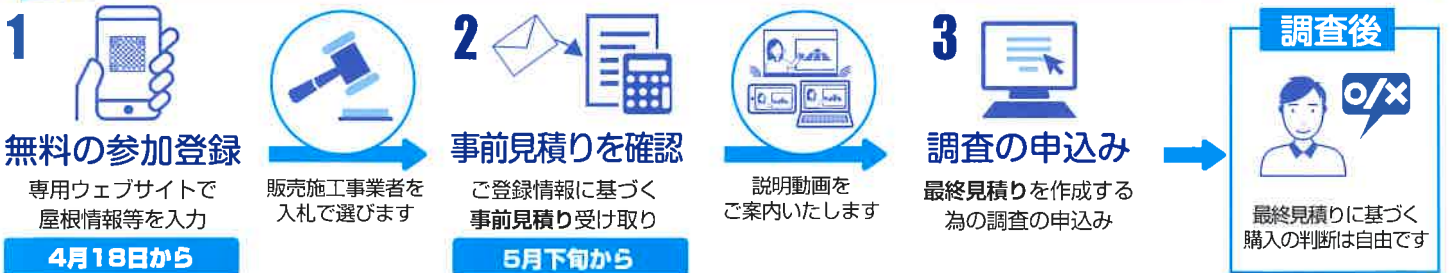 1
無料の参加登録
専用ウェブサイトで
屋根情報等を入力
4月18日から
販売施工事業者を
入札で選びます
2
事前見積りを確認
ご登録情報に基づく
事前見積り受け取り
5月下旬から
説明動画を
ご案内いたします
3
調査の申込み
最終見積りを作成する
為の調査の申込み
調査後
O/×
最終見積りに基づく
購入の判断は自由です